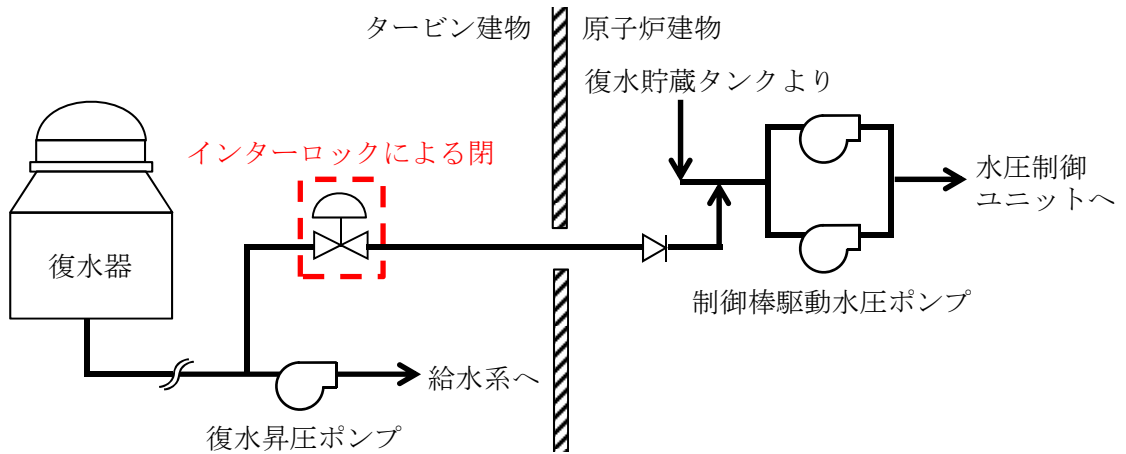 タービン建物
原子炉建物
復水貯蔵タンクより
インターロックによる閉
水圧制御
ユニットへ
復水器
制御棒駆動水圧ポンプ
給水系へ
復水昇圧ポンプ